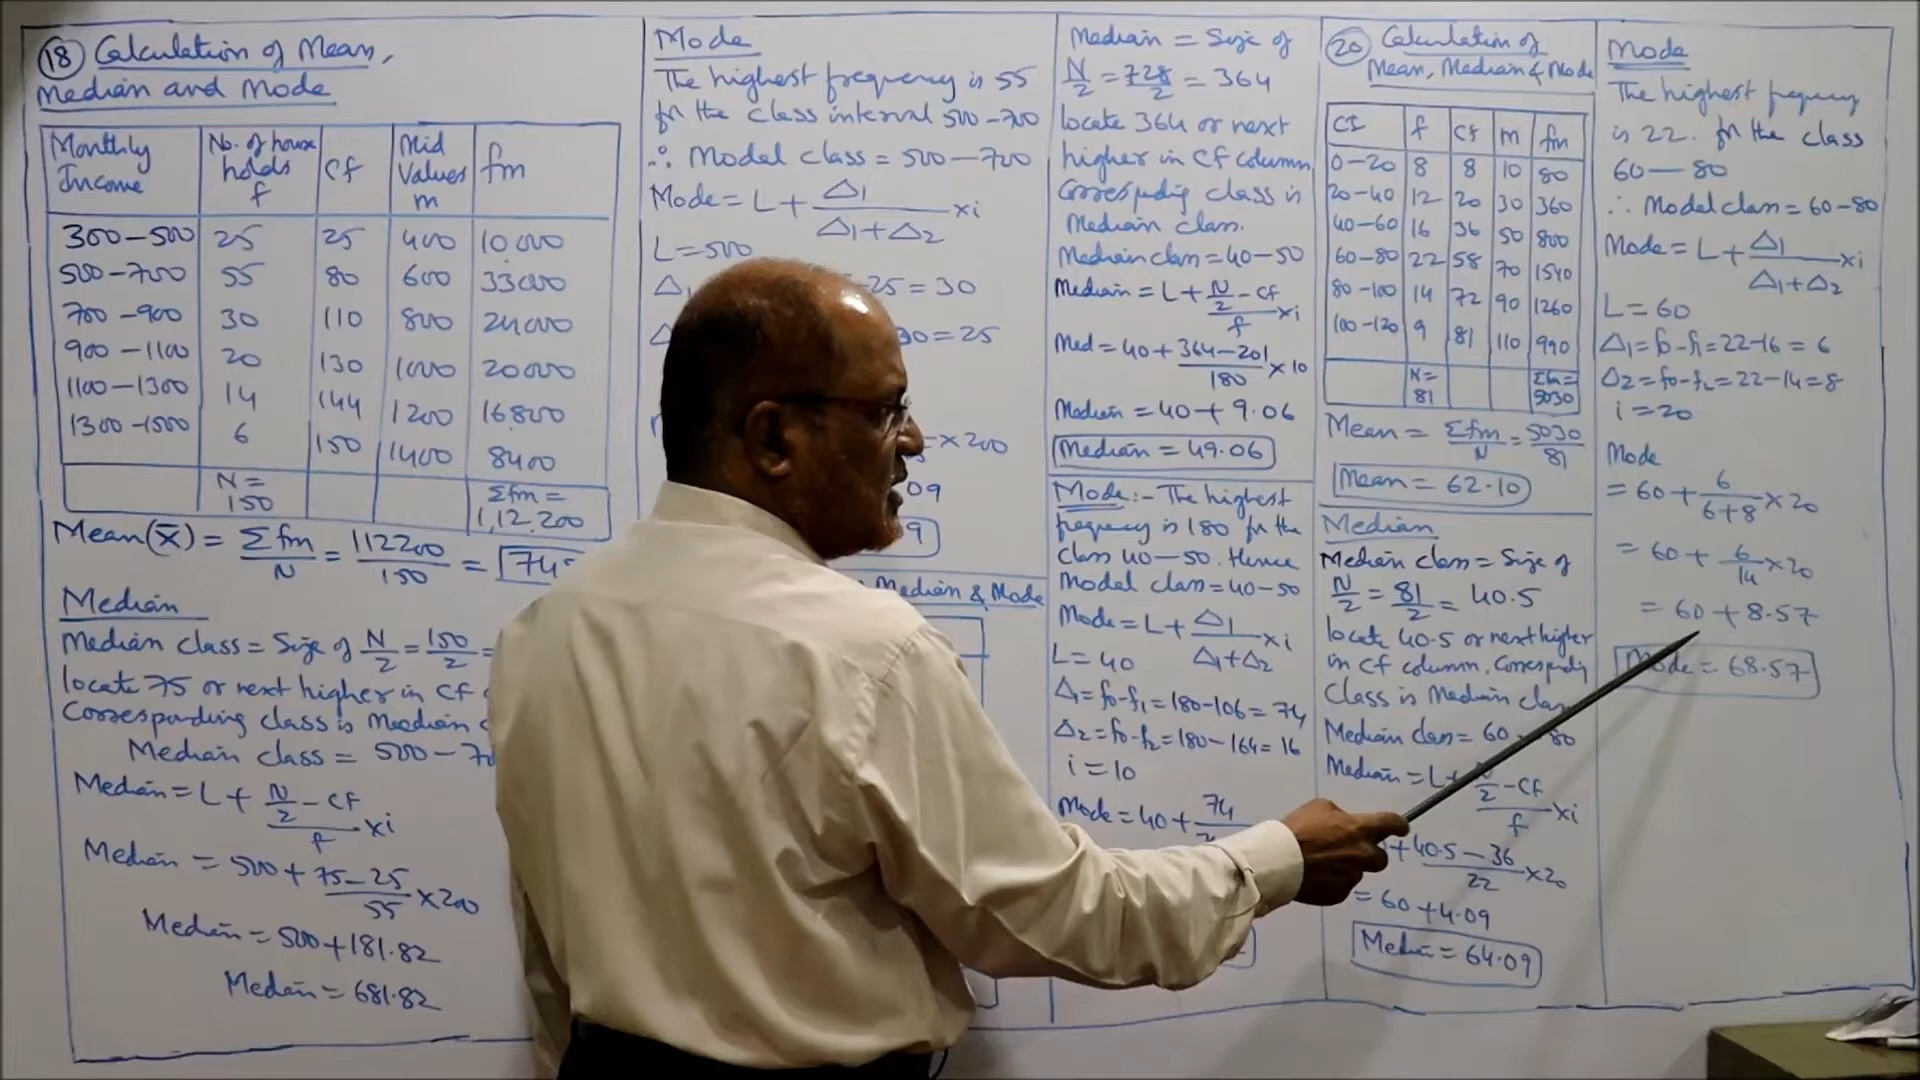 18 Calculation of Mean,
Median and Mode
Monthly Income | No. of house holds f | Cf | Mid Values m | fm
300-500 | 25 | 25 | 400 | 10,000
500-700 | 55 | 80 | 600 | 33000
700-900 | 30 | 110 | 800 | 24000
900-1100 | 20 | 130 | 1000 | 20000
1100-1300 | 14 | 144 | 1200 | 16,800
1300-1500 | 6 | 150 | 1400 | 8400
N = 150 | Σfm = 1,12,200
Mean (x̄) = Σfm/N = 112200/150 =
Median
Median class = Size of N/2 = 150/2 =
locate 75 or next higher in cf
Corresponding class is Median
Median class = 500-70
Median = L + (N/2 - cf)/f × i
Median = 500 + (75-25)/55 × 200
Median = 500 + 181.82
Median = 681.82
Mode
The highest frequency is 55
for the class interval 500-700
∴ Modal class = 500-700
Mode = L + Δ1/(Δ1+Δ2) × i
L = 500
25 = 30
30 = 25
× 200
09
9
Median & Mode
Median = Size of
N/2 = 728/2 = 364
locate 364 or next
higher in cf column
Corresponding class is
Median class.
Median class = 40-50
Median = L + (N/2 - cf)/f × i
Med = 40 + (364-201)/180 × 10
Median = 40 + 9.06
Median = 49.06
Mode :- The highest
frequency is 180 for the
class 40-50. Hence
Modal class = 40-50
Mode = L + Δ1/(Δ1+Δ2) × i
L = 40
Δ1 = f0-f1 = 180-106 = 74
Δ2 = f0-f2 = 180-164 = 16
i = 10
Mode = 40 + 74
20 Calculation of
Mean, Median & Mode
CI | f | cf | m | fm
0-20 | 8 | 8 | 10 | 80
20-40 | 12 | 20 | 30 | 360
40-60 | 16 | 36 | 50 | 800
60-80 | 22 | 58 | 70 | 1540
80-100 | 14 | 72 | 90 | 1260
100-120 | 9 | 81 | 110 | 990
N = 81 | Σfm = 5030
Mean = Σfm/N = 5030/81
Mean = 62.10
Median
Median class = Size of
N/2 = 81/2 = 40.5
locate 40.5 or next higher
in cf column.
Class is Median
Median class = 60-80
Median = L + (N/2 - cf)/f × i
+ (40.5-36)/22 × 20
= 60 + 4.09
Median = 64.09
Mode
The highest frequency
is 22. for the class
60-80
∴ Modal class = 60-80
Mode = L + Δ1/(Δ1+Δ2) × i
L = 60
Δ1 = f0-f1 = 22-16 = 6
Δ2 = f0-f2 = 22-14 = 8
i = 20
Mode
= 60 + 6/(6+8) × 20
= 60 + 6/14 × 20
= 60 + 8.57
Mode = 68.57